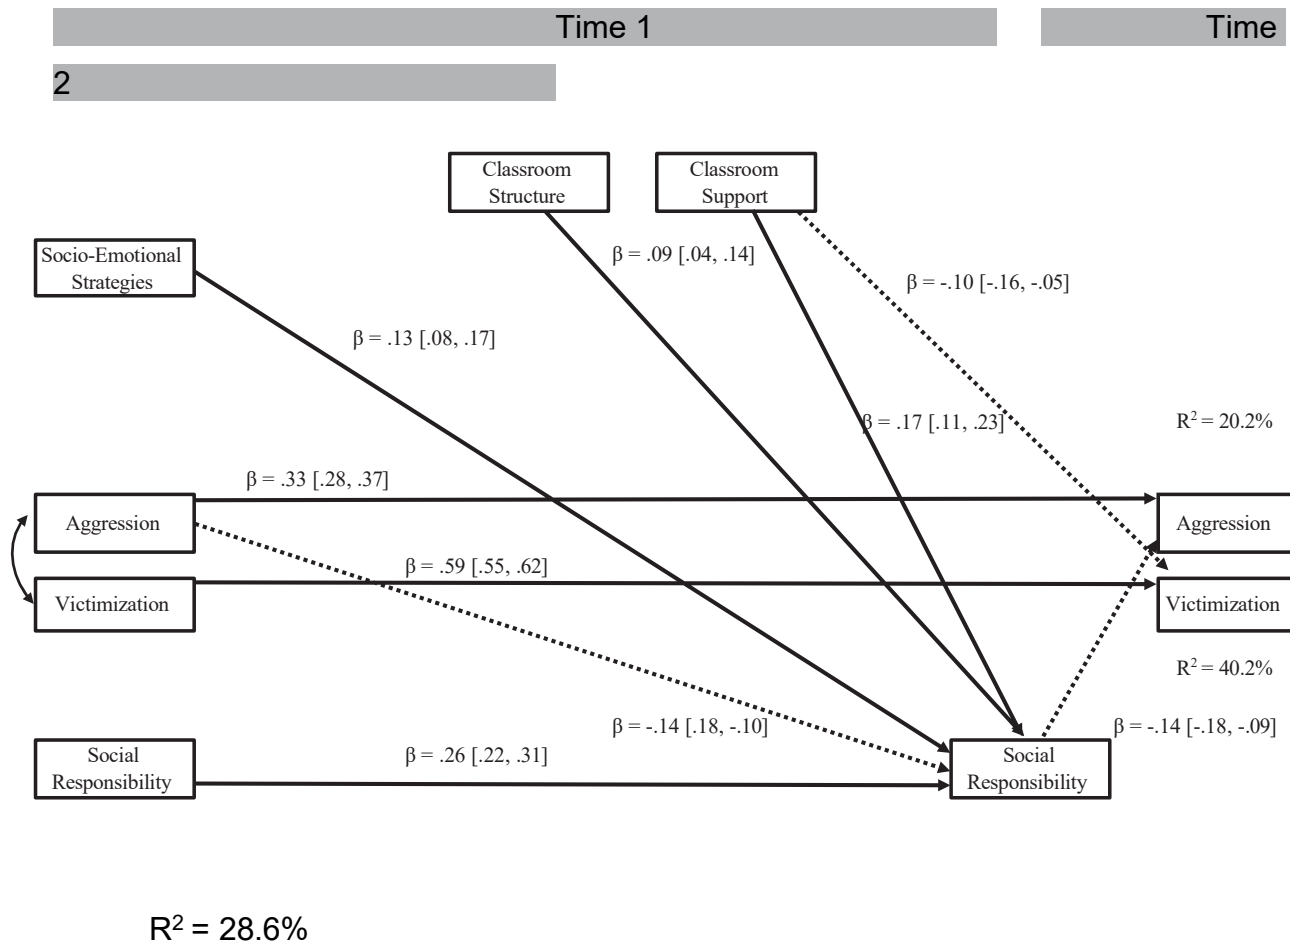 Time 1
Time
2
Classroom
Structure
Classroom
Support
Socio-Emotional
Strategies
β = .09 [.04, .14]
β = -.10 [-.16, -.05]
β = .13 [.08, .17]
β = .17 [.11, .23]
R² = 20.2%
β = .33 [.28, .37]
Aggression
Aggression
β = .59 [.55, .62]
Victimization
Victimization
R² = 40.2%
β = -.14 [.18, -.10]
β = -.14 [-.18, -.09]
Social
Responsibility
β = .26 [.22, .31]
Social
Responsibility
R² = 28.6%